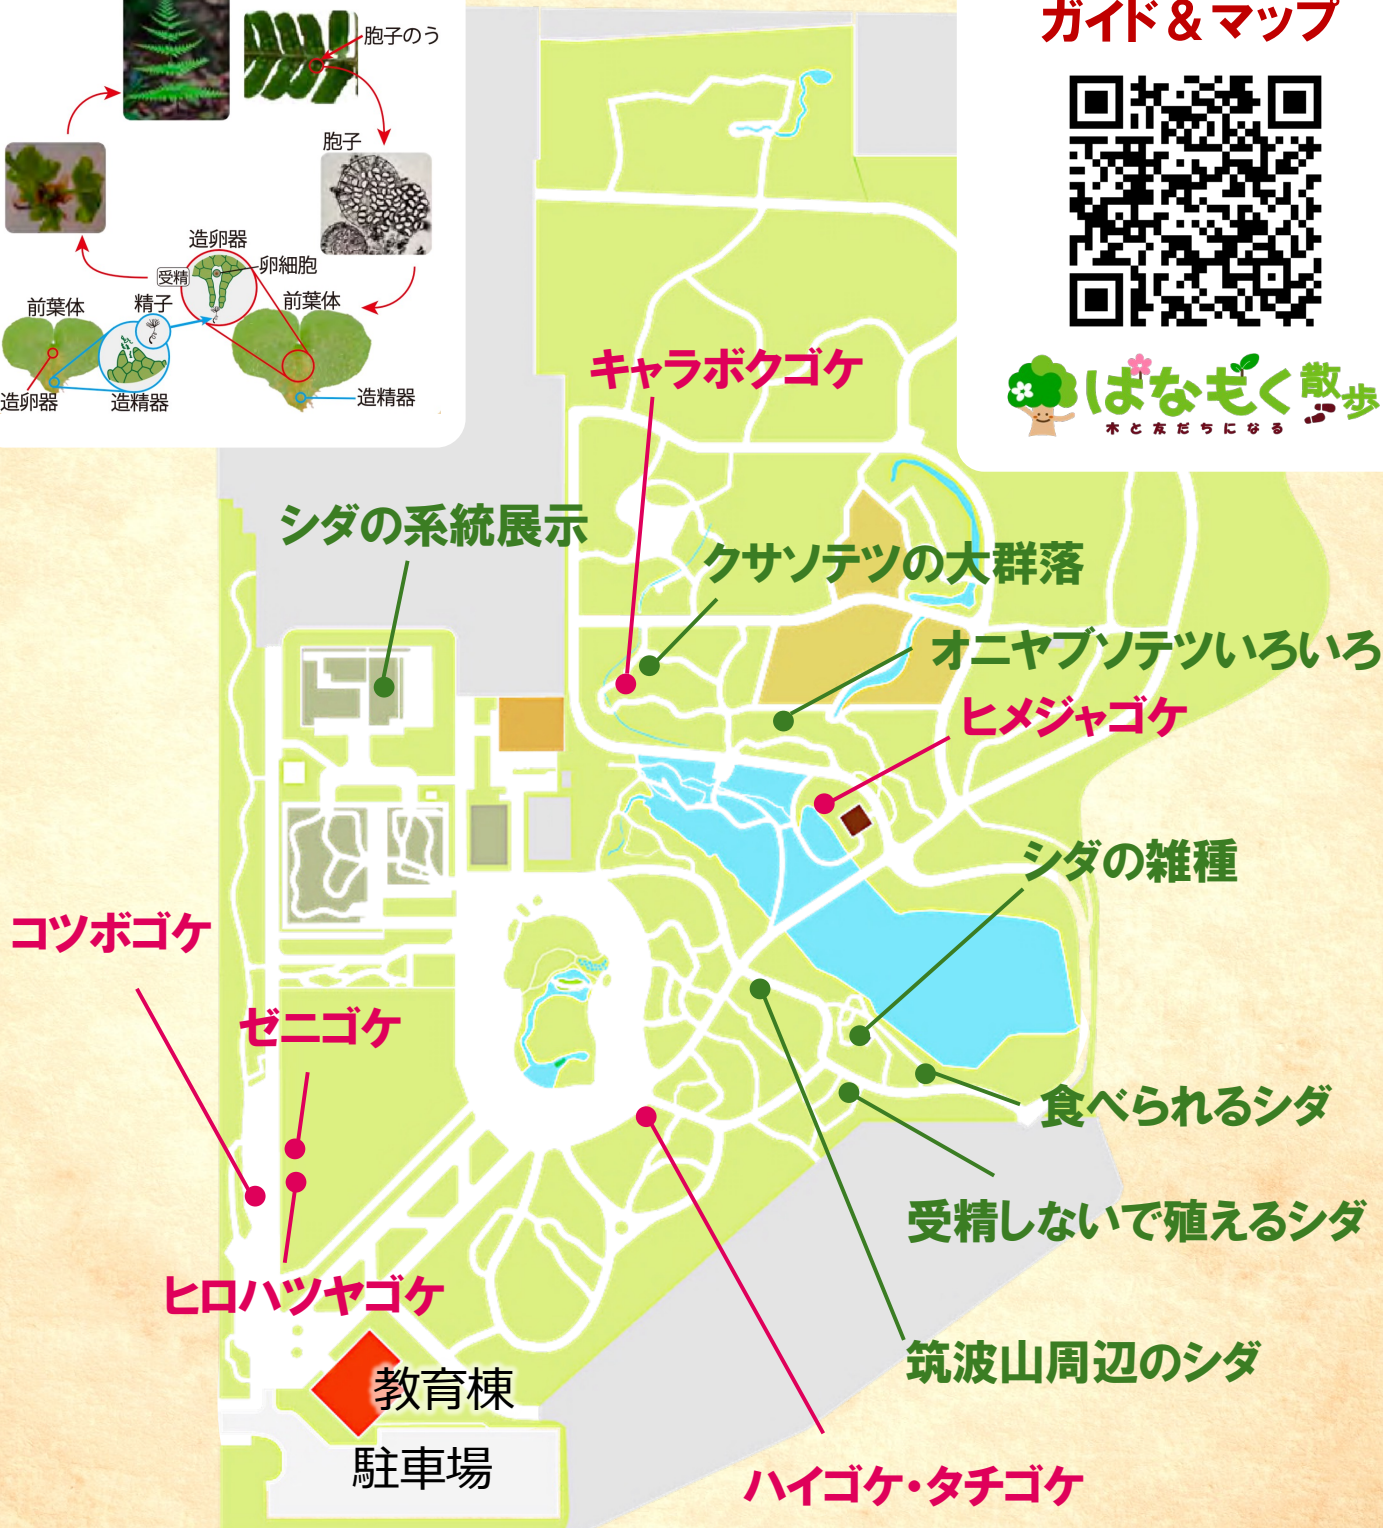 ガイド＆マップ
胞子のう
胞子
造卵器
卵細胞
受精
前葉体
精子
前葉体
造卵器
造精器
造精器
はなもく散歩
木と友だちになる
キャラボクゴケ
シダの系統展示
クサソテツの大群落
オニヤブソテツいろいろ
ヒメジャゴケ
シダの雑種
コツボゴケ
ゼニゴケ
食べられるシダ
受精しないで殖えるシダ
ヒロハツヤゴケ
筑波山周辺のシダ
教育棟
駐車場
ハイゴケ・タチゴケ